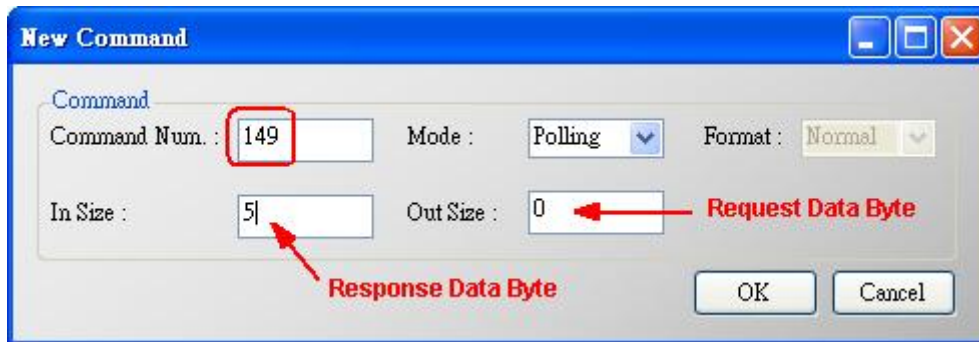 New Command
Command
Command Num. : 149 Mode : Polling Format : Normal
In Size : 5 Out Size : 0 Request Data Byte
Response Data Byte
OK Cancel